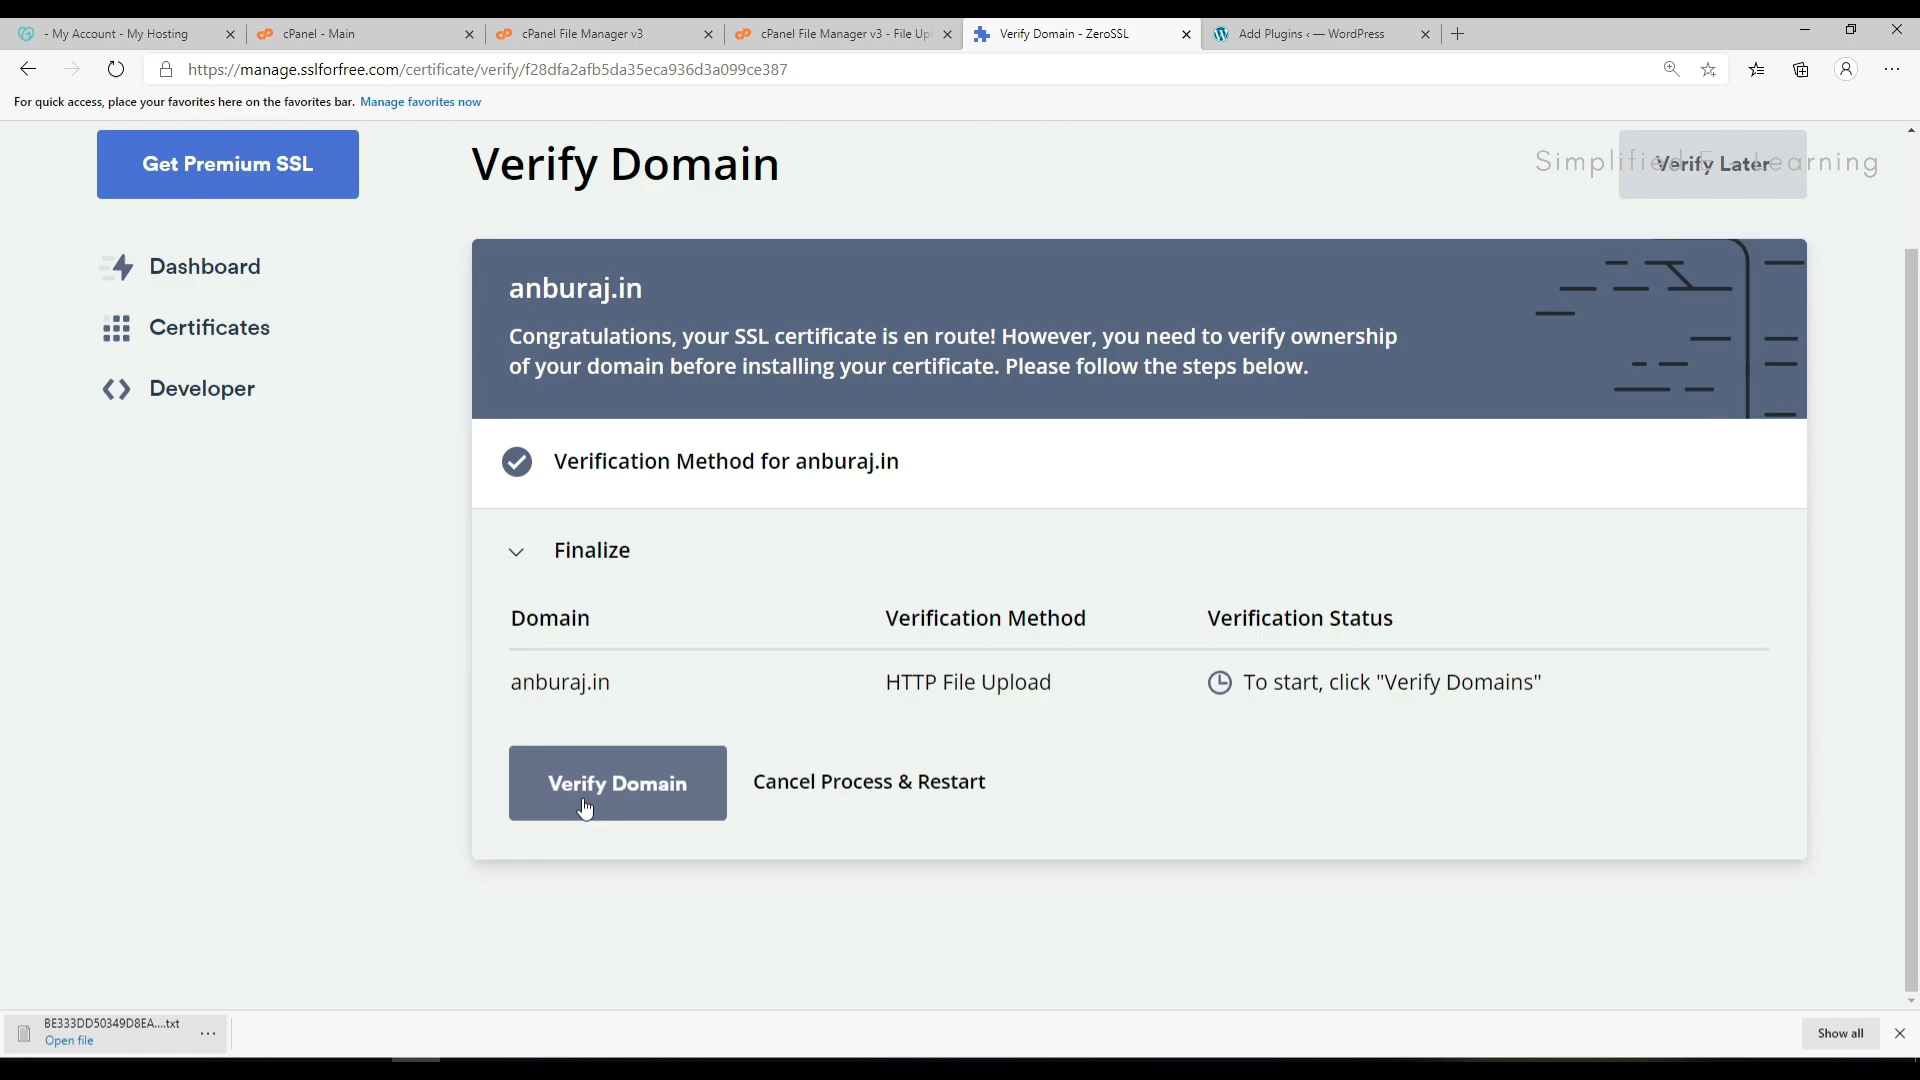 - My Account - My Hosting
cPanel - Main
cPanel File Manager v3
cPanel File Manager v3 - File Upl
Verify Domain - ZeroSSL
Add Plugins ‹ — WordPress
https://manage.sslforfree.com/certificate/verify/f28dfa2afb5da35eca936d3a099ce387
For quick access, place your favorites here on the favorites bar. Manage favorites now
Get Premium SSL
Verify Domain
Verify Later
Simplified E - Learning
Dashboard
Certificates
Developer
anburaj.in
Congratulations, your SSL certificate is en route! However, you need to verify ownership
of your domain before installing your certificate. Please follow the steps below.
Verification Method for anburaj.in
Finalize
Domain Verification Method Verification Status
anburaj.in HTTP File Upload To start, click "Verify Domains"
Verify Domain
Cancel Process & Restart
BE333DD50349D8EA....txt
Open file
Show all